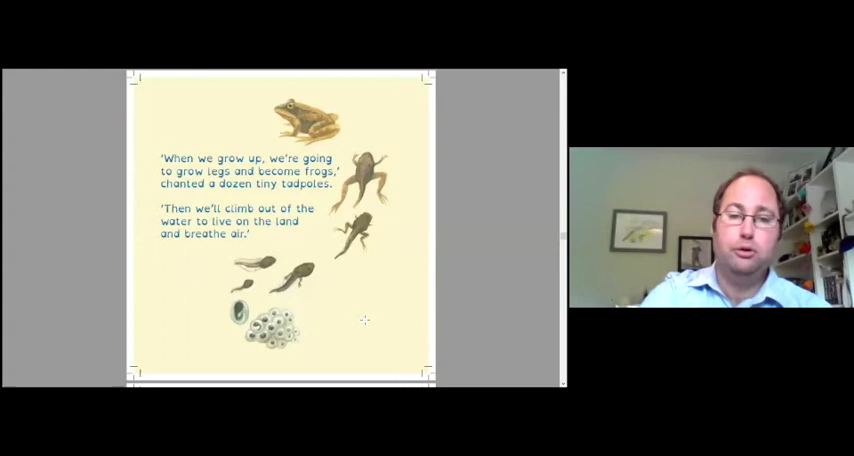 'When we grow up, we're going
to grow legs and become frogs,'
chanted a dozen tiny tadpoles.
'Then we'll climb out of the
water to live on the land
and breathe air.'